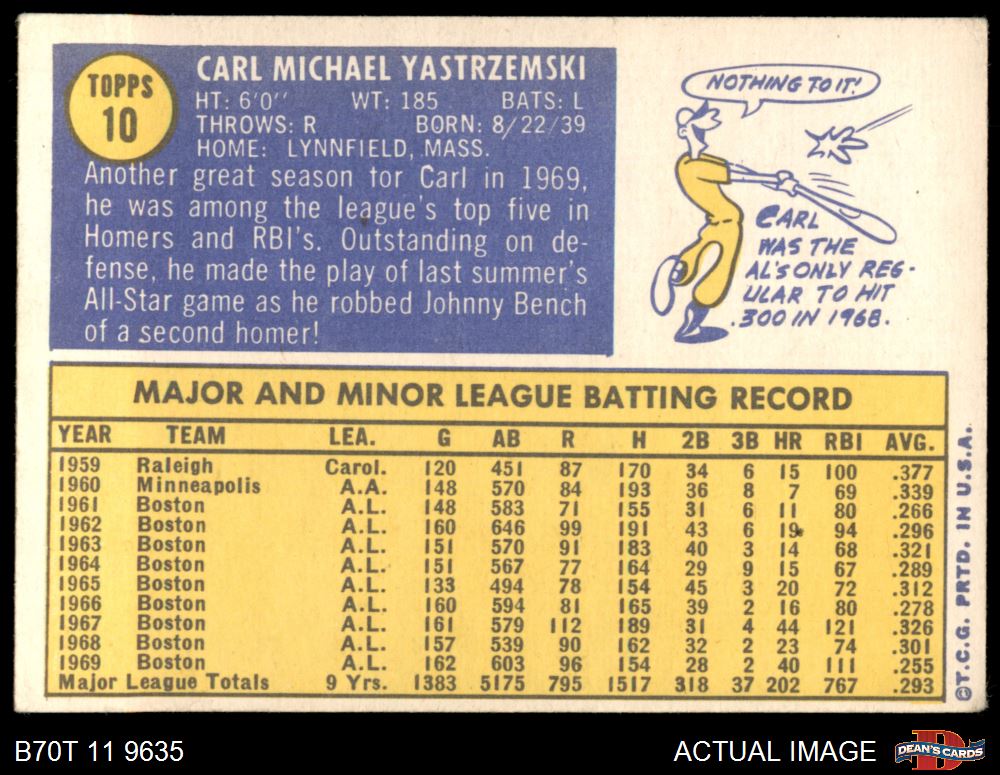 TOPPS
10
CARL MICHAEL YASTRZEMSKI
HT: 6'0'' WT: 185 BATS: L
THROWS: R BORN: 8/22/39
HOME: LYNNFIELD, MASS.
Another great season for Carl in 1969,
he was among the league's top five in
Homers and RBI's. Outstanding on de-
fense, he made the play of last summer's
All-Star game as he robbed Johnny Bench
of a second homer!
NOTHING TO IT!
CARL
WAS THE
AL'S ONLY REG-
ULAR TO HIT
.300 IN 1968.
MAJOR AND MINOR LEAGUE BATTING RECORD
YEAR TEAM LEA. G AB R H 2B 3B HR RBI AVG.
1959 Raleigh Carol. 120 451 87 170 34 6 15 100 .377
1960 Minneapolis A.A. 148 570 84 193 36 8 7 69 .339
1961 Boston A.L. 148 583 71 155 31 6 11 80 .266
1962 Boston A.L. 160 646 99 191 43 6 19 94 .296
1963 Boston A.L. 151 570 91 183 40 3 14 68 .321
1964 Boston A.L. 151 567 77 164 29 9 15 67 .289
1965 Boston A.L. 133 494 78 154 45 3 20 72 .312
1966 Boston A.L. 160 594 81 165 39 2 16 80 .278
1967 Boston A.L. 161 579 112 189 31 4 44 121 .326
1968 Boston A.L. 157 539 90 162 32 2 23 74 .301
1969 Boston A.L. 162 603 96 154 28 2 40 111 .255
Major League Totals 9 Yrs. 1383 5175 795 1517 318 37 202 767 .293
©T.C.G. PRTD. IN U.S.A.
B70T 11 9635
ACTUAL IMAGE
DEAN'S CARDS